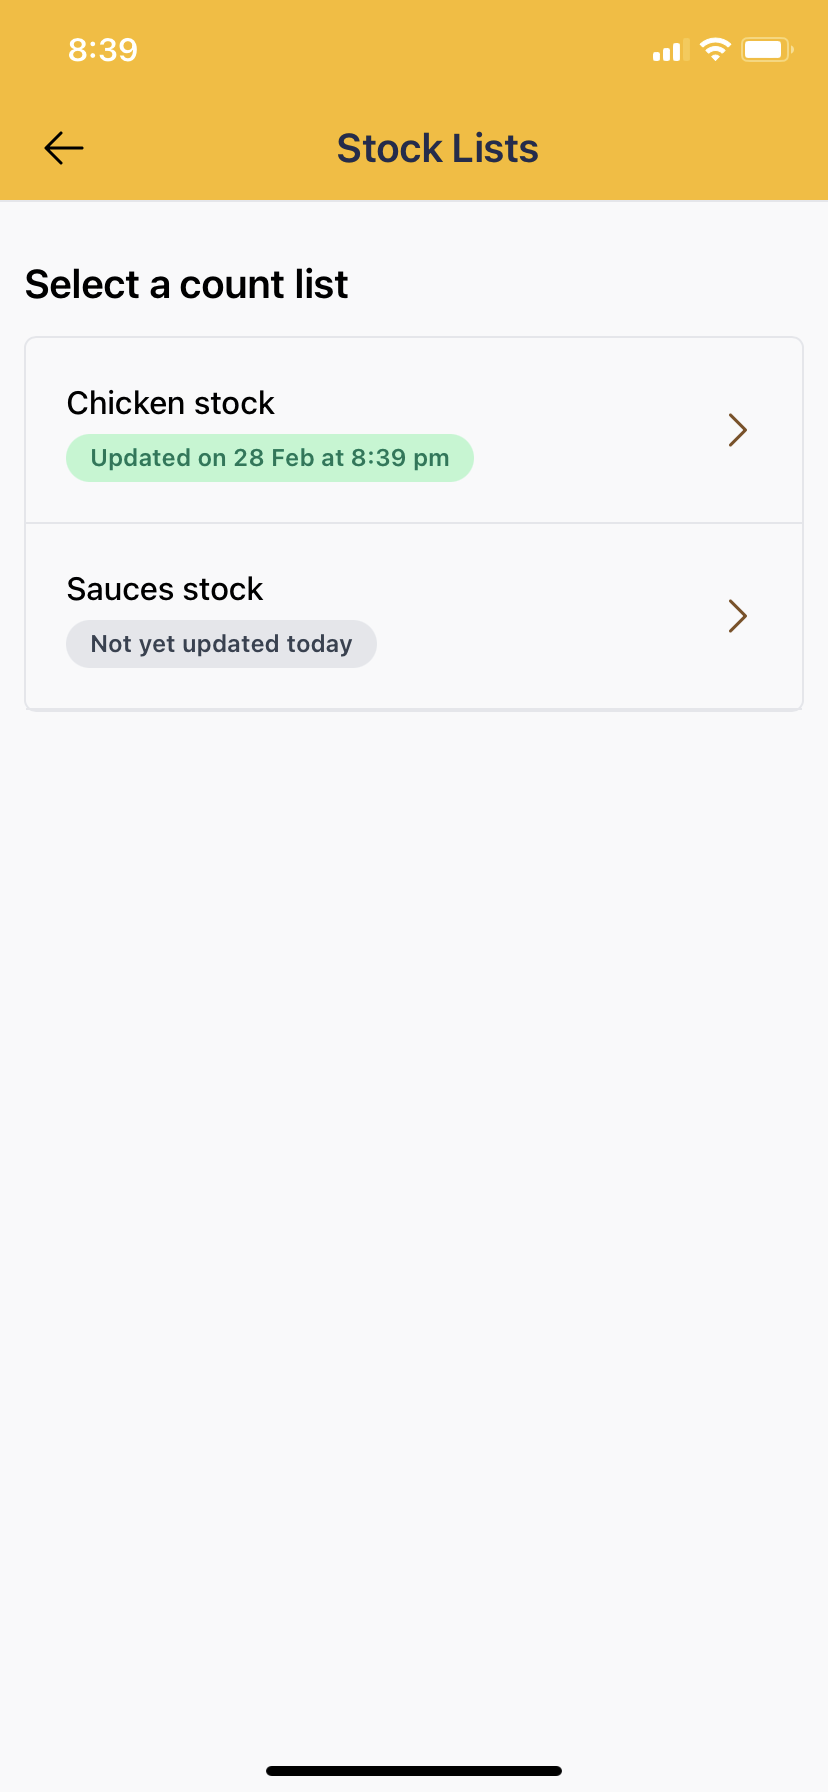 8:39
Stock Lists
Select a count list
Chicken stock
Updated on 28 Feb at 8:39 pm
Sauces stock
Not yet updated today